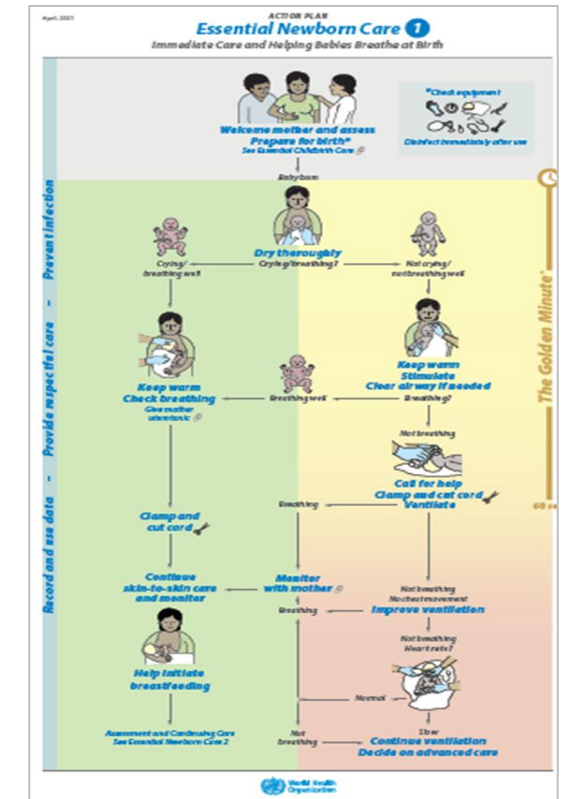 April, 2021
ACTION PLAN
Essential Newborn Care 1
Immediate Care and Helping Babies Breathe at Birth
Welcome mother and assess
Prepare for birth*
See Essential Childbirth Care
*Check equipment
Disinfect immediately after use
Baby born
Dry thoroughly
Crying/breathing?
Crying/
breathing well
Not crying/
not breathing well
Keep warm
Check breathing
Give mother
uterotonic
Breathing well
Keep warm
Stimulate
Clear airway if needed
Breathing?
Not breathing
Call for help
Clamp and cut cord
Ventilate
Breathing
Clamp and
cut cord
Continue
skin-to-skin care
and monitor
Monitor
with mother
Breathing
Not breathing
No chest movement
Improve ventilation
Not breathing
Heart rate?
Normal
Help initiate
breastfeeding
Assessment and Continuing Care
See Essential Newborn Care 2
Not
breathing
Slow
Continue ventilation
Decide on advanced care
Record and use data - Provide respectful care - Prevent infection
The Golden Minute
60
World Health
Organization